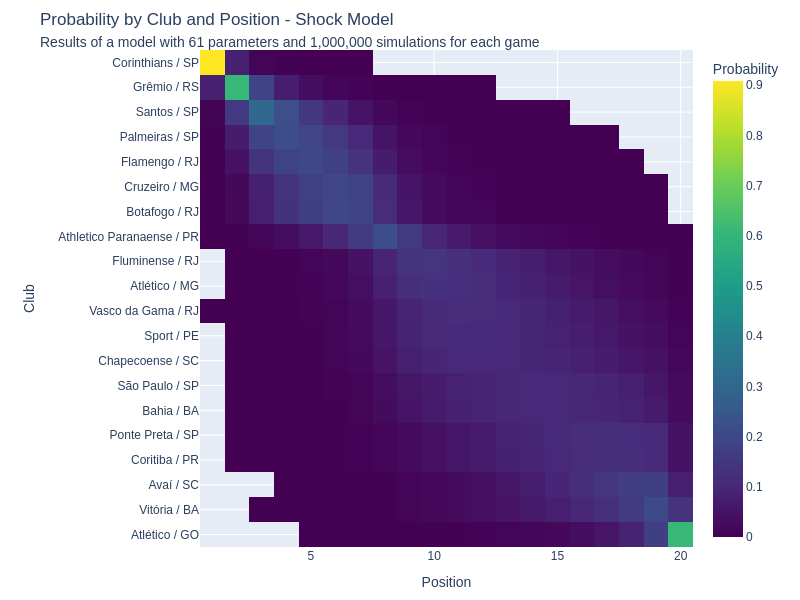 Probability by Club and Position - Shock Model
Results of a model with 61 parameters and 1,000,000 simulations for each game
Probability
Corinthians / SP
Grêmio / RS
Santos / SP
Palmeiras / SP
Flamengo / RJ
Cruzeiro / MG
Botafogo / RJ
Athletico Paranaense / PR
Fluminense / RJ
Atlético / MG
Vasco da Gama / RJ
Sport / PE
Chapecoense / SC
São Paulo / SP
Bahia / BA
Ponte Preta / SP
Coritiba / PR
Avaí / SC
Vitória / BA
Atlético / GO
Club
5 10 15 20
Position
0.9
0.8
0.7
0.6
0.5
0.4
0.3
0.2
0.1
0